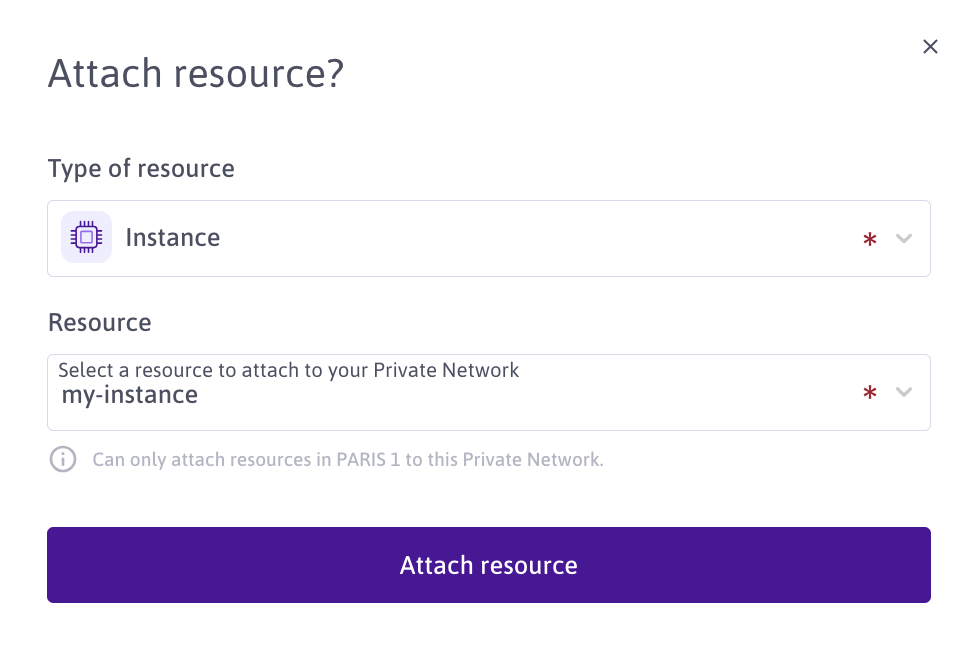 Attach resource?
Type of resource
Instance *
Resource
Select a resource to attach to your Private Network
my-instance *
Can only attach resources in PARIS 1 to this Private Network.
Attach resource